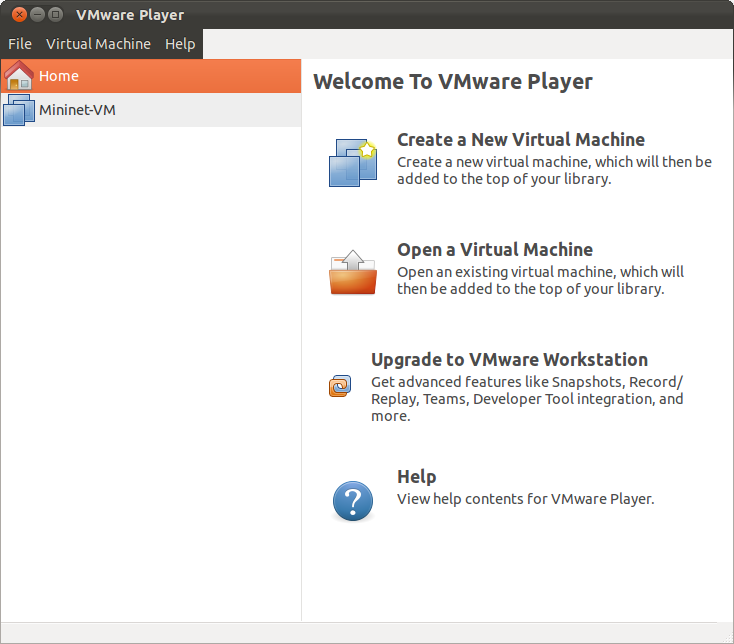 VMware Player
File Virtual Machine Help
Home
Mininet-VM
Welcome To VMware Player
Create a New Virtual Machine
Create a new virtual machine, which will then be
added to the top of your library.
Open a Virtual Machine
Open an existing virtual machine, which will
then be added to the top of your library.
Upgrade to VMware Workstation
Get advanced features like Snapshots, Record/
Replay, Teams, Developer Tool integration, and
more.
?
Help
View help contents for VMware Player.